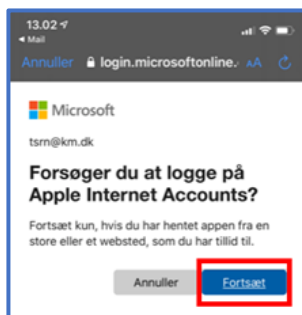 13.02
Mail
Annuller login.microsoftonline. AA
Microsoft
tsrn@km.dk
Forsøger du at logge på
Apple Internet Accounts?
Fortsæt kun, hvis du har hentet appen fra en
store eller et websted, som du har tillid til.
Annuller Fortsæt